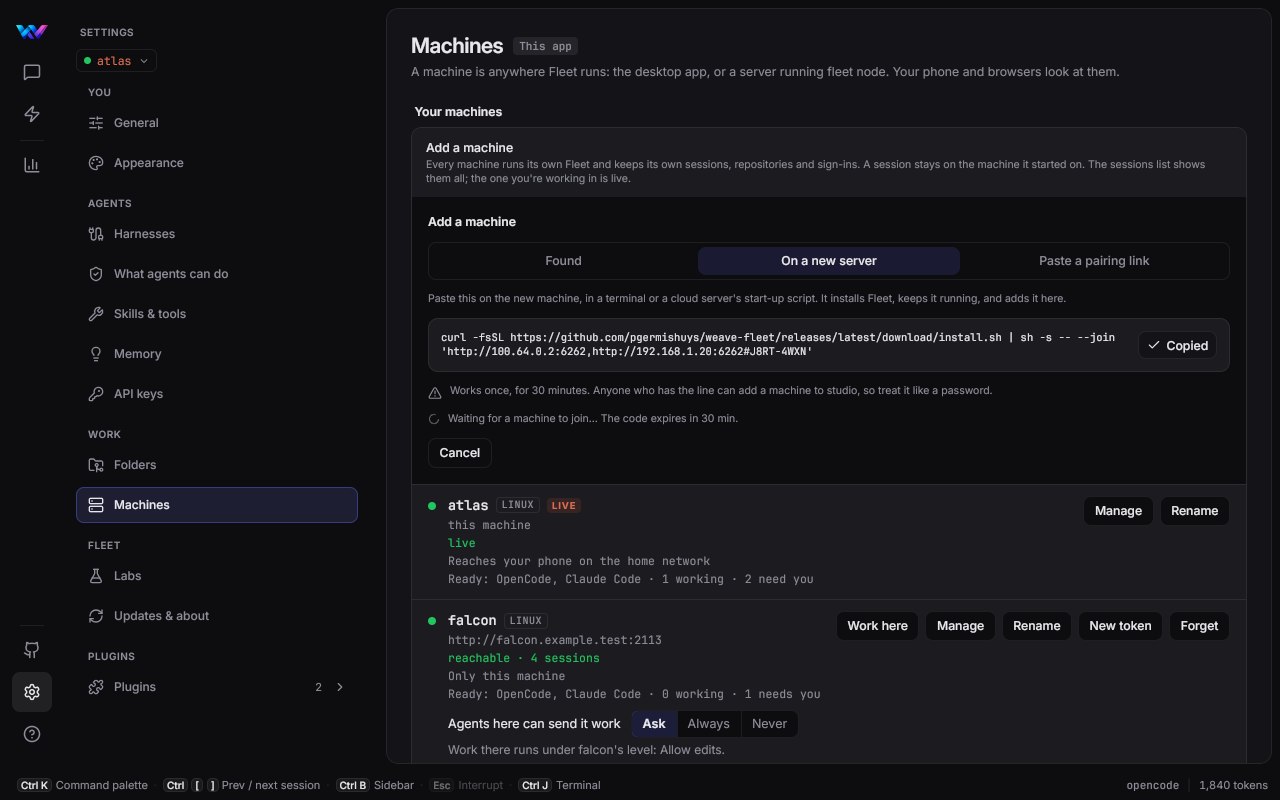 SETTINGS
atlas
YOU
General
Appearance
AGENTS
Harnesses
What agents can do
Skills & tools
Memory
API keys
WORK
Folders
Machines
FLEET
Labs
Updates & about
PLUGINS
Plugins 2
Machines This app
A machine is anywhere Fleet runs: the desktop app, or a server running fleet node. Your phone and browsers look at them.
Your machines
Add a machine
Every machine runs its own Fleet and keeps its own sessions, repositories and sign-ins. A session stays on the machine it started on. The sessions list shows
them all; the one you're working in is live.
Add a machine
Found On a new server Paste a pairing link
Paste this on the new machine, in a terminal or a cloud server's start-up script. It installs Fleet, keeps it running, and adds it here.
curl -fsSL https://github.com/pgermishuys/weave-fleet/releases/latest/download/install.sh | sh -s -- --join
'http://100.64.0.2:6262,http://192.168.1.20:6262#J8RT-4WXN'
Copied
Works once, for 30 minutes. Anyone who has the line can add a machine to studio, so treat it like a password.
Waiting for a machine to join... The code expires in 30 min.
Cancel
atlas LINUX LIVE Manage Rename
this machine
live
Reaches your phone on the home network
Ready: OpenCode, Claude Code · 1 working · 2 need you
falcon LINUX Work here Manage Rename New token Forget
http://falcon.example.test:2113
reachable · 4 sessions
Only this machine
Ready: OpenCode, Claude Code · 0 working · 1 needs you
Agents here can send it work Ask Always Never
Work there runs under falcon's level: Allow edits.
Ctrl K Command palette · Ctrl [ ] Prev / next session · Ctrl B Sidebar · Esc Interrupt · Ctrl J Terminal opencode 1,840 tokens